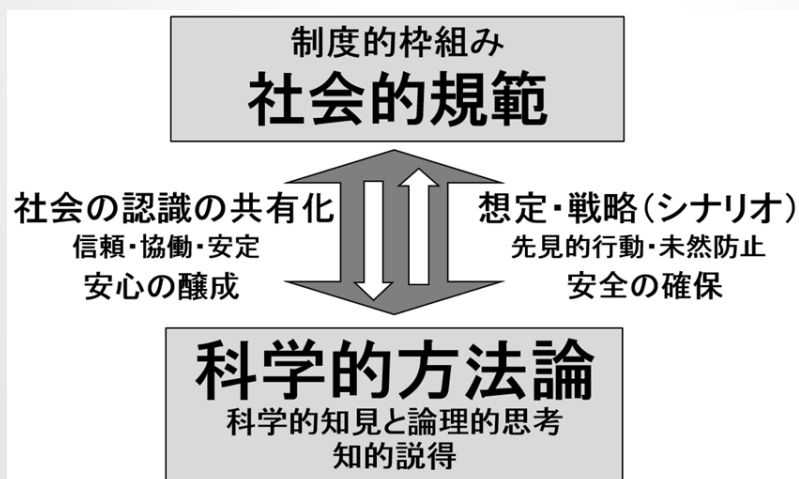 制度的枠組み
社会的規範
社会の認識の共有化
信頼・協働・安定
安心の醸成
想定・戦略(シナリオ)
先見的行動・未然防止
安全の確保
科学的方法論
科学的知見と論理的思考
知的説得